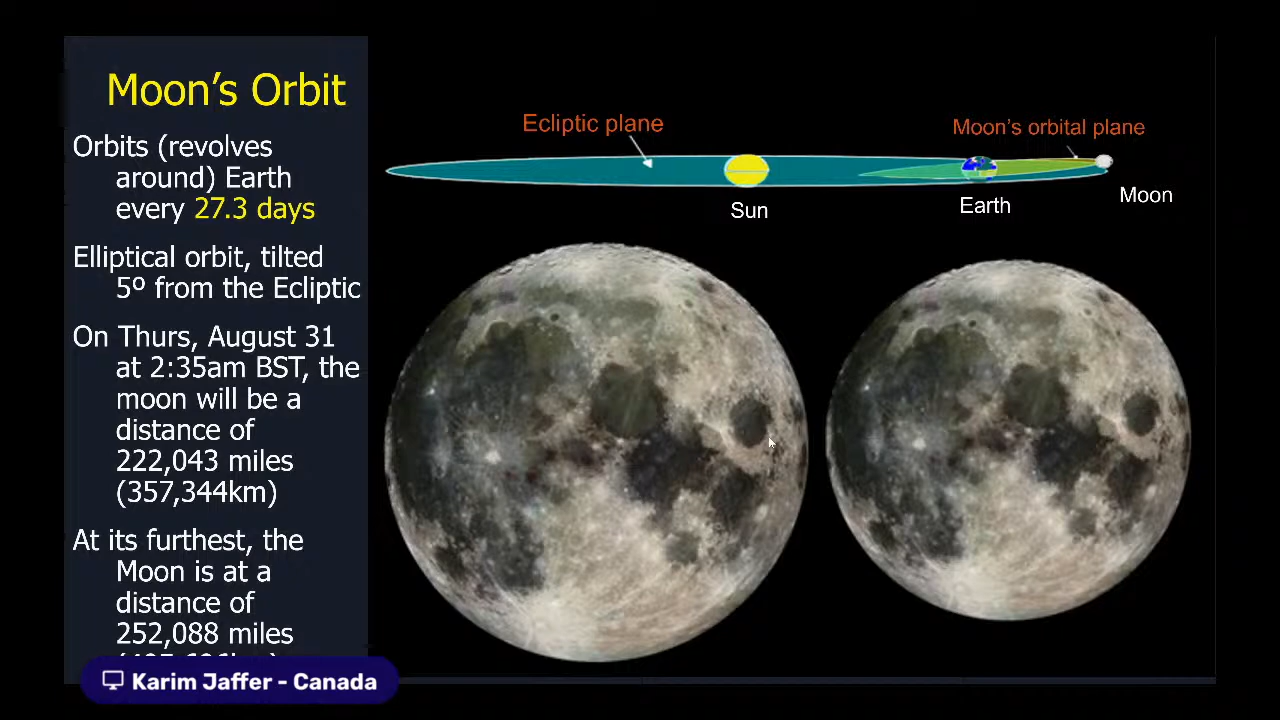 Moon's Orbit
Orbits (revolves
around) Earth
every 27.3 days
Elliptical orbit, tilted
5º from the Ecliptic
On Thurs, August 31
at 2:35am BST, the
moon will be a
distance of
222,043 miles
(357,344km)
At its furthest, the
Moon is at a
distance of
252,088 miles
Karim Jaffer - Canada
Ecliptic plane
Moon's orbital plane
Sun
Earth
Moon